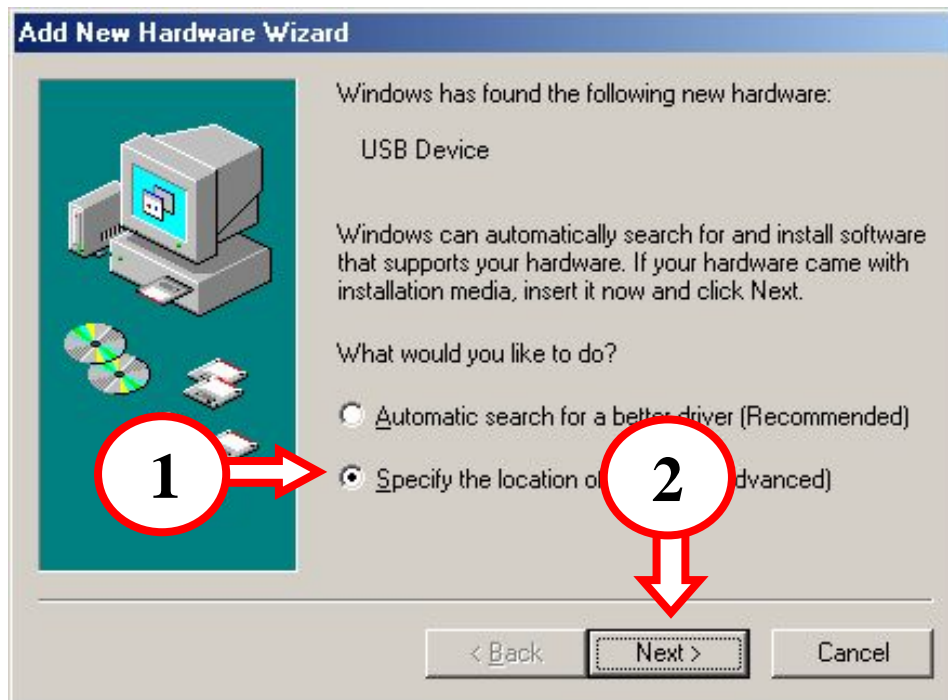 Add New Hardware Wizard
Windows has found the following new hardware:
USB Device
Windows can automatically search for and install software
that supports your hardware. If your hardware came with
installation media, insert it now and click Next.
What would you like to do?
Automatic search for a better driver (Recommended)
1
Specify the location of
2
< Back
Next >
Cancel